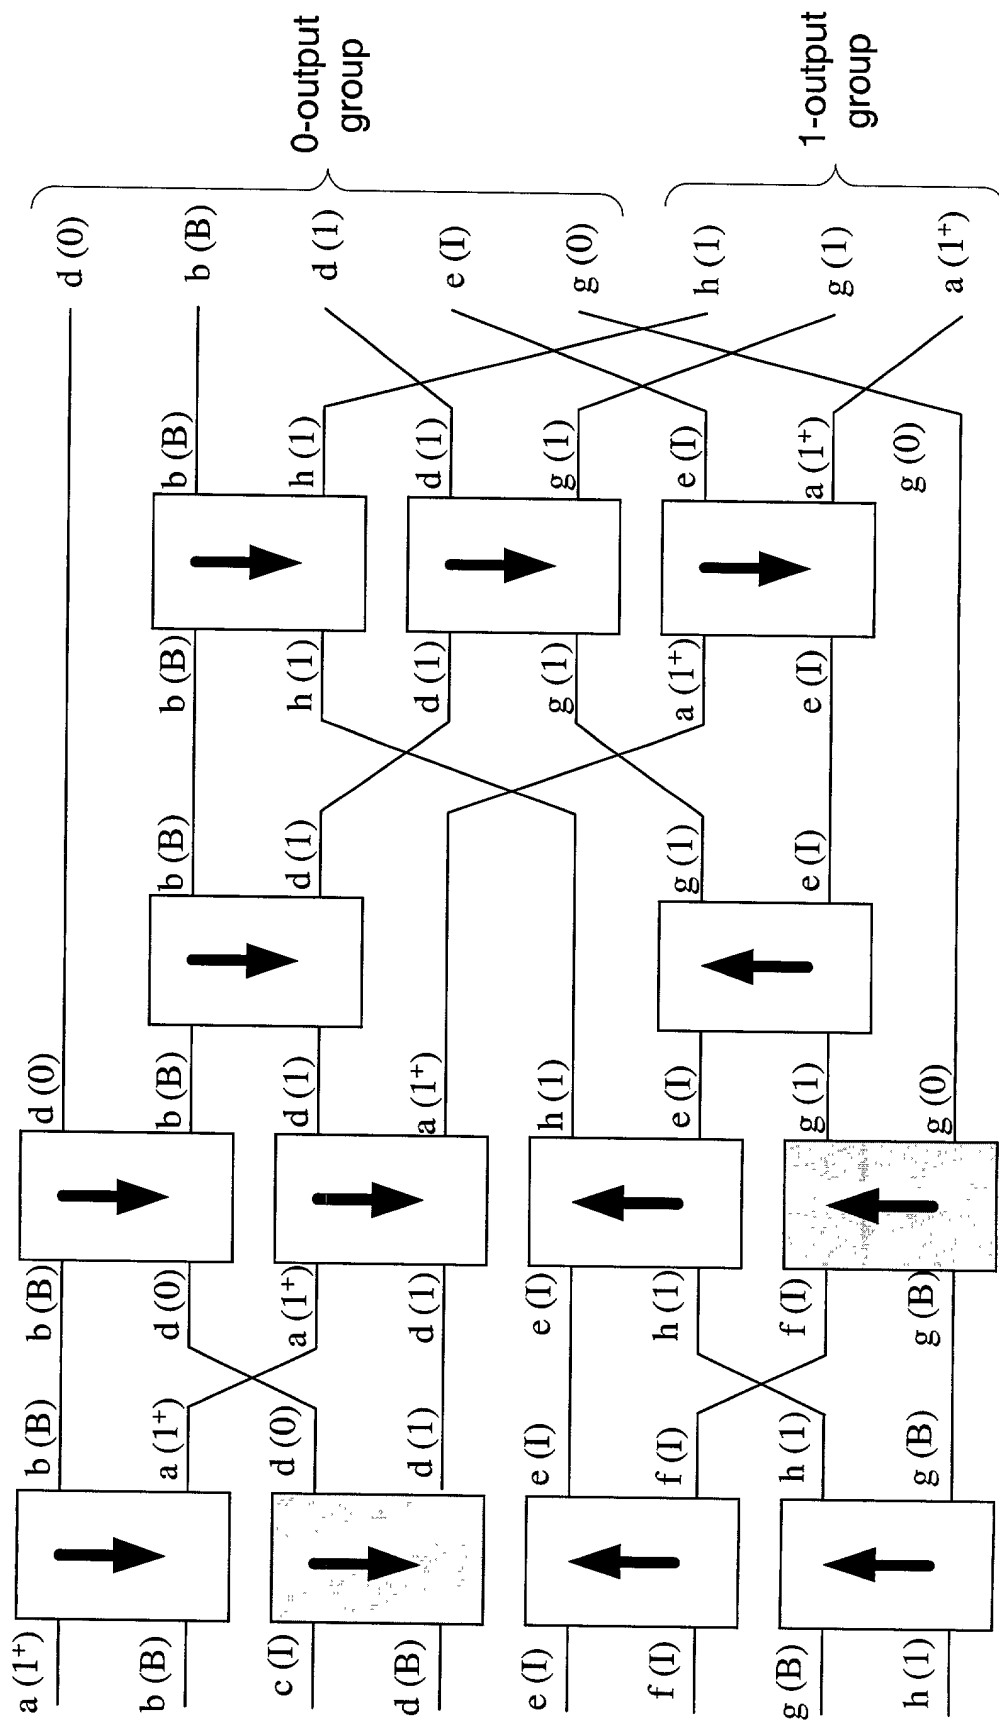 a (1⁺)
b (B)
c (I)
d (B)
e (I)
f (I)
g (B)
h (1)
b (B)
a (1⁺)
d (0)
d (1)
e (I)
f (I)
h (1)
g (B)
b (B)
d (0)
a (1⁺)
d (1)
e (I)
h (1)
f (I)
g (B)
d (0)
b (B)
d (1)
a (1⁺)
h (1)
e (I)
g (1)
g (0)
b (B)
d (1)
g (1)
e (I)
b (B)
h (1)
d (1)
g (1)
a (1⁺)
e (I)
b (B)
h (1)
d (1)
g (1)
e (I)
a (1⁺)
g (0)
d (0)
b (B)
d (1)
e (I)
g (0)
h (1)
g (1)
a (1⁺)
0-output
group
1-output
group